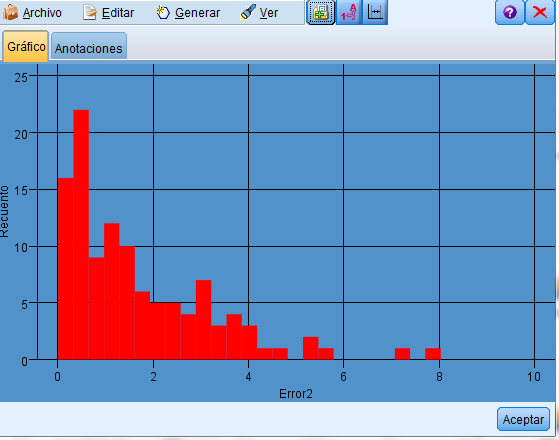 Archivo Editar Generar Ver
Gráfico Anotaciones
25
20
15
10
5
0
Recuento
0 2 4 6 8 10
Error2
Aceptar